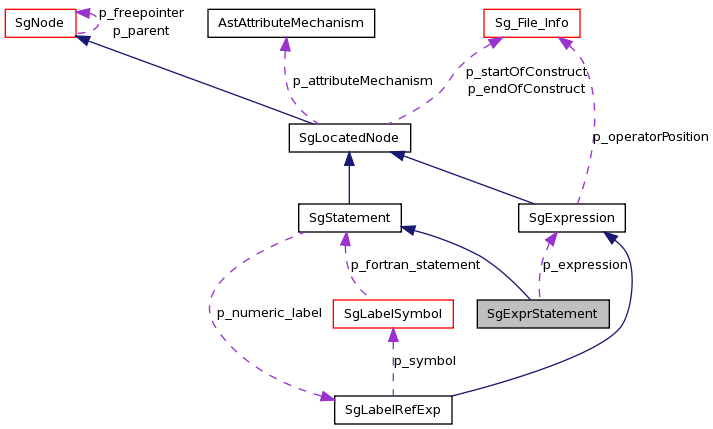 SgNode
p_freepointer
p_parent
AstAttributeMechanism
Sg_File_Info
p_attributeMechanism
p_startOfConstruct
p_endOfConstruct
SgLocatedNode
p_operatorPosition
SgStatement
SgExpression
p_fortran_statement
p_expression
p_numeric_label
SgLabelSymbol
SgExprStatement
p_symbol
SgLabelRefExp